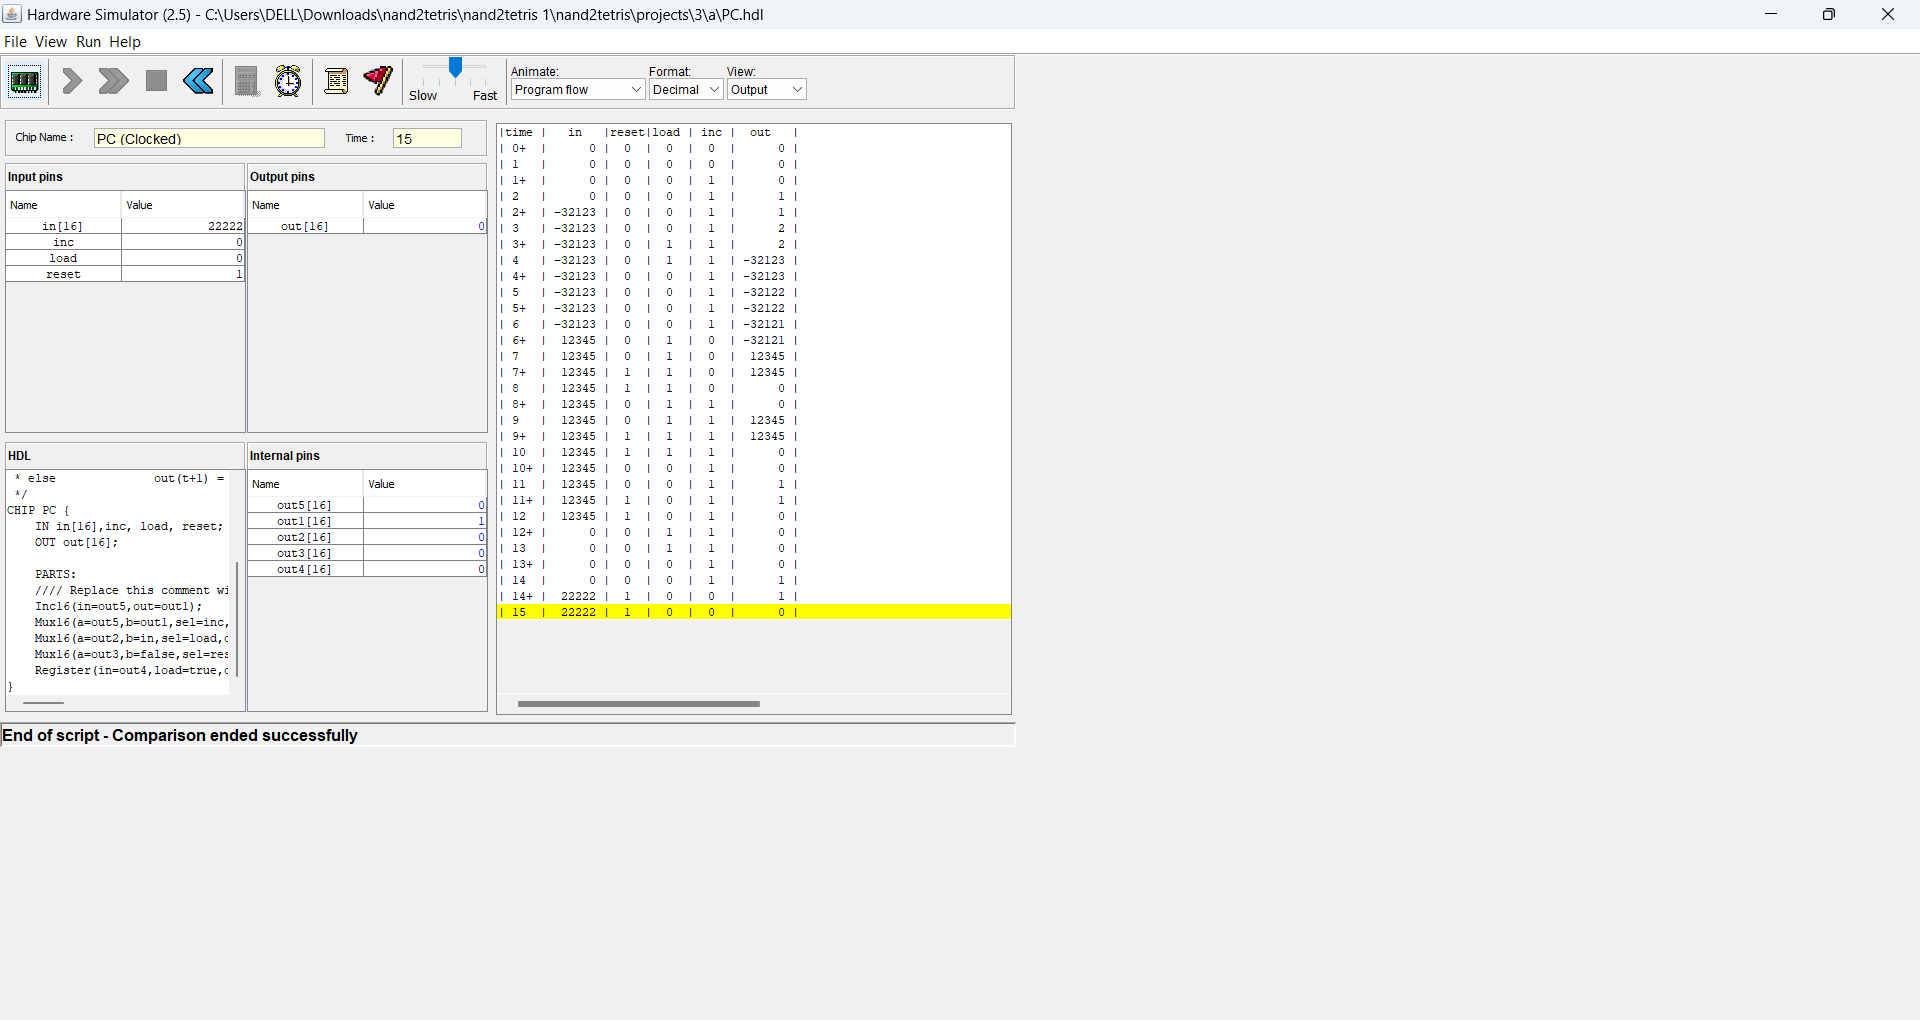 Hardware Simulator (2.5) - C:\Users\DELL\Downloads\nand2tetris\nand2tetris 1\nand2tetris\projects\3\a\PC.hdl
File View Run Help
Slow Fast
Animate: Format: View:
Program flow Decimal Output
Chip Name : PC (Clocked) Time : 15
Input pins Output pins
Name Value Name Value
in[16] 22222 out[16] 0
inc 0
load 0
reset 1
HDL
* else out(t+1) =
*/
CHIP PC {
IN in[16],inc, load, reset;
OUT out[16];
PARTS:
//// Replace this comment wi
Inc16(in=out5,out=out1);
Mux16(a=out5,b=out1,sel=inc,
Mux16(a=out2,b=in,sel=load,
Mux16(a=out3,b=false,sel=res
Register(in=out4,load=true,
}
Internal pins
Name Value
out5[16] 0
out1[16] 1
out2[16] 0
out3[16] 0
out4[16] 0
|time | in |reset|load | inc | out |
| 0+ | 0 | 0 | 0 | 0 | 0 |
| 1 | 0 | 0 | 0 | 0 | 0 |
| 1+ | 0 | 0 | 0 | 1 | 0 |
| 2 | 0 | 0 | 0 | 1 | 1 |
| 2+ | -32123 | 0 | 0 | 1 | 1 |
| 3 | -32123 | 0 | 0 | 1 | 2 |
| 3+ | -32123 | 0 | 1 | 1 | 2 |
| 4 | -32123 | 0 | 1 | 1 | -32123 |
| 4+ | -32123 | 0 | 0 | 1 | -32123 |
| 5 | -32123 | 0 | 0 | 1 | -32122 |
| 5+ | -32123 | 0 | 0 | 1 | -32122 |
| 6 | -32123 | 0 | 0 | 1 | -32121 |
| 6+ | 12345 | 0 | 1 | 0 | -32121 |
| 7 | 12345 | 0 | 1 | 0 | 12345 |
| 7+ | 12345 | 1 | 1 | 0 | 12345 |
| 8 | 12345 | 1 | 1 | 0 | 0 |
| 8+ | 12345 | 0 | 1 | 1 | 0 |
| 9 | 12345 | 0 | 1 | 1 | 12345 |
| 9+ | 12345 | 1 | 1 | 1 | 12345 |
| 10 | 12345 | 1 | 1 | 1 | 0 |
| 10+ | 12345 | 0 | 0 | 1 | 0 |
| 11 | 12345 | 0 | 0 | 1 | 1 |
| 11+ | 12345 | 1 | 0 | 1 | 1 |
| 12 | 12345 | 1 | 0 | 1 | 0 |
| 12+ | 0 | 0 | 1 | 1 | 0 |
| 13 | 0 | 0 | 1 | 1 | 0 |
| 13+ | 0 | 0 | 0 | 1 | 0 |
| 14 | 0 | 0 | 0 | 1 | 1 |
| 14+ | 22222 | 1 | 0 | 0 | 1 |
| 15 | 22222 | 1 | 0 | 0 | 0 |
End of script - Comparison ended successfully